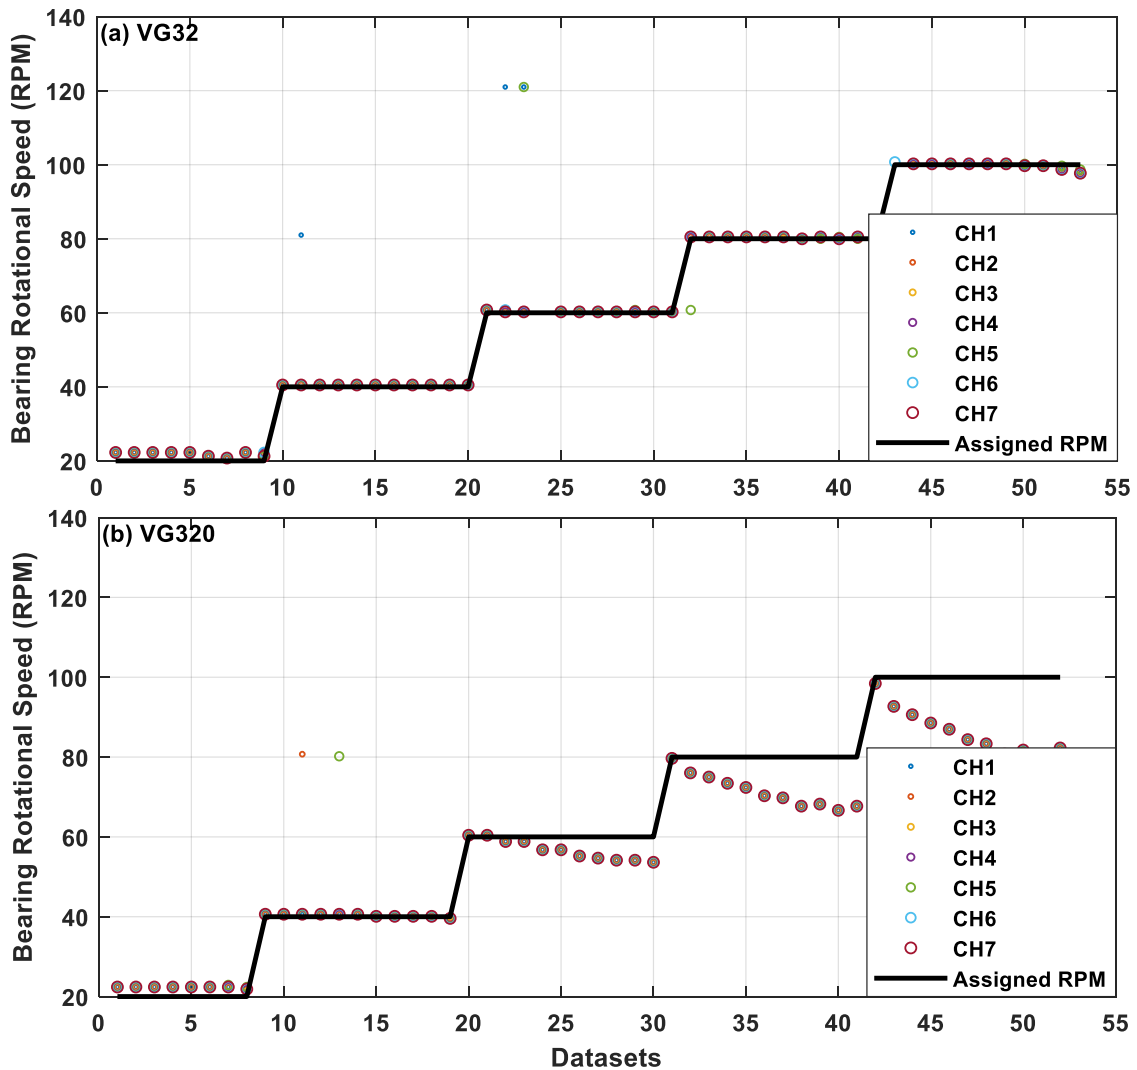 (a) VG32
Bearing Rotational Speed (RPM)
140
120
100
80
60
40
20
0 5 10 15 20 25 30 35 40 45 50 55
CH1
CH2
CH3
CH4
CH5
CH6
CH7
Assigned RPM
(b) VG320
Bearing Rotational Speed (RPM)
140
120
100
80
60
40
20
0 5 10 15 20 25 30 35 40 45 50 55
CH1
CH2
CH3
CH4
CH5
CH6
CH7
Assigned RPM
Datasets